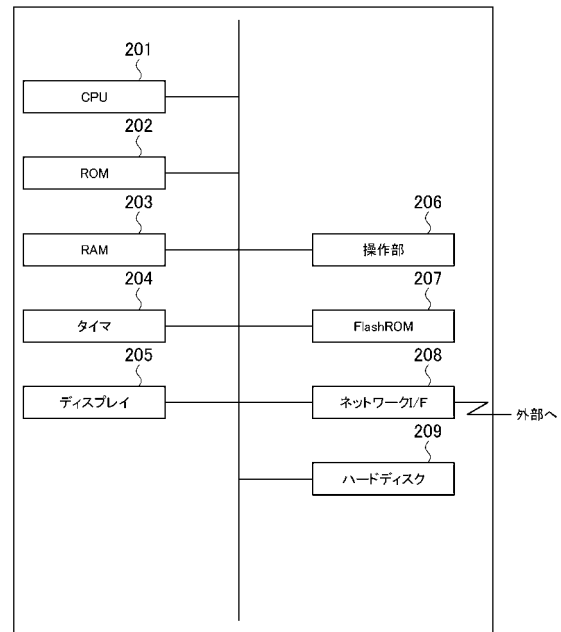 201
CPU
202
ROM
203
RAM
204
タイマ
205
ディスプレイ
206
操作部
207
FlashROM
208
ネットワークI/F
外部へ
209
ハードディスク